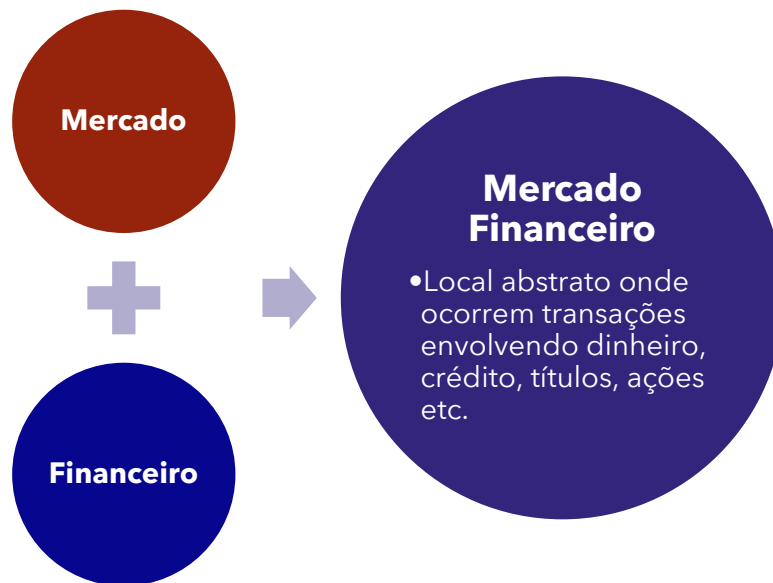 Mercado
Financeiro
Mercado
Financeiro
•Local abstrato onde
ocorrem transações
envolvendo dinheiro,
crédito, títulos, ações
etc.